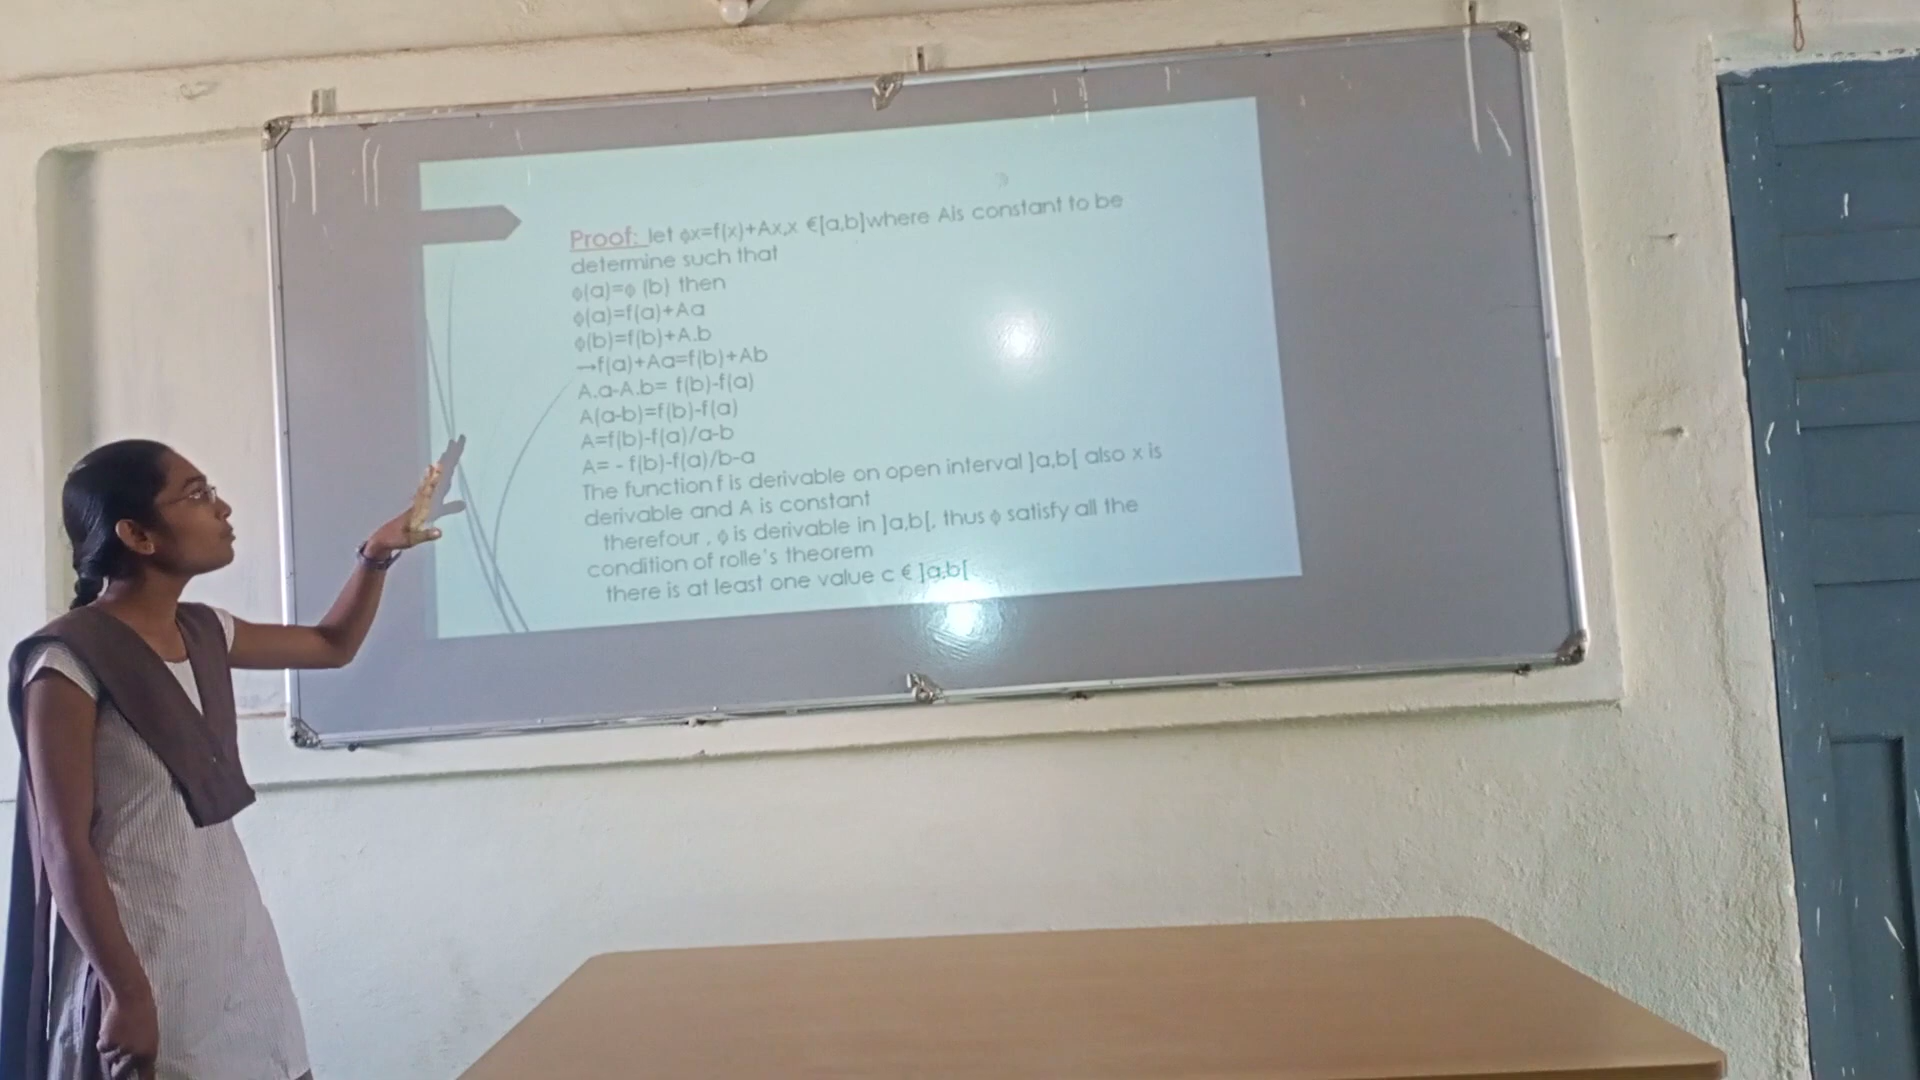 Proof: let ϕx=f(x)+Ax,x €[a,b]where Ais constant to be
determine such that
ϕ(a)=ϕ (b) then
ϕ(a)=f(a)+Aa
ϕ(b)=f(b)+A.b
→f(a)+Aa=f(b)+Ab
A.a-A.b= f(b)-f(a)
A(a-b)=f(b)-f(a)
A=f(b)-f(a)/a-b
A= - f(b)-f(a)/b-a
The function f is derivable on open interval ]a,b[ also x is
derivable and A is constant
therefour , ϕ is derivable in ]a,b[, thus ϕ satisfy all the
condition of rolle's theorem
there is at least one value c € ]a,b[